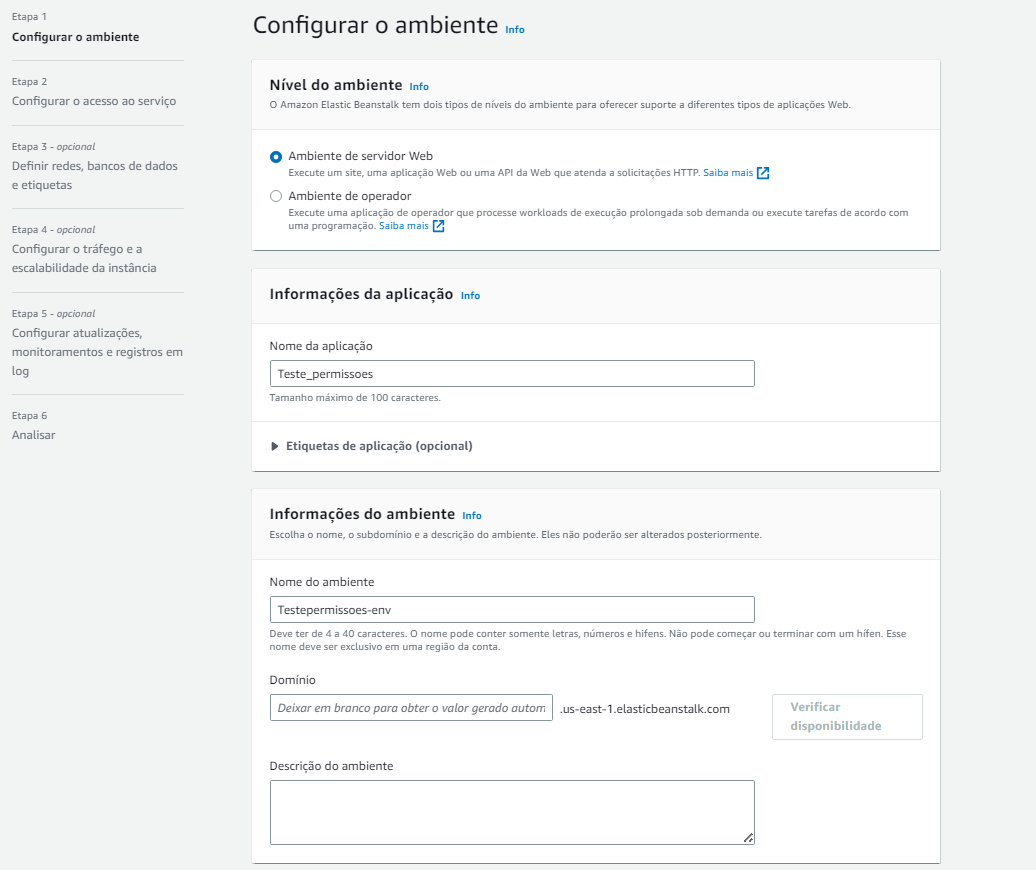 Etapa 1
Configurar o ambiente
Etapa 2
Configurar o acesso ao serviço
Etapa 3 - opcional
Definir redes, bancos de dados
e etiquetas
Etapa 4 - opcional
Configurar o tráfego e a
escalabilidade da instância
Etapa 5 - opcional
Configurar atualizações,
monitoramentos e registros em
log
Etapa 6
Analisar
Configurar o ambiente Info
Nível do ambiente Info
O Amazon Elastic Beanstalk tem dois tipos de níveis do ambiente para oferecer suporte a diferentes tipos de aplicações Web.
Ambiente de servidor Web
Execute um site, uma aplicação Web ou uma API da Web que atenda a solicitações HTTP. Saiba mais
Ambiente de operador
Execute uma aplicação de operador que processe workloads de execução prolongada sob demanda ou execute tarefas de acordo com
uma programação. Saiba mais
Informações da aplicação Info
Nome da aplicação
Teste_permissoes
Tamanho máximo de 100 caracteres.
Etiquetas de aplicação (opcional)
Informações do ambiente Info
Escolha o nome, o subdomínio e a descrição do ambiente. Eles não poderão ser alterados posteriormente.
Nome do ambiente
Testepermissoes-env
Deve ter de 4 a 40 caracteres. O nome pode conter somente letras, números e hifens. Não pode começar ou terminar com um hífen. Esse
nome deve ser exclusivo em uma região da conta.
Domínio
Deixar em branco para obter o valor gerado autom
.us-east-1.elasticbeanstalk.com
Verificar
disponibilidade
Descrição do ambiente